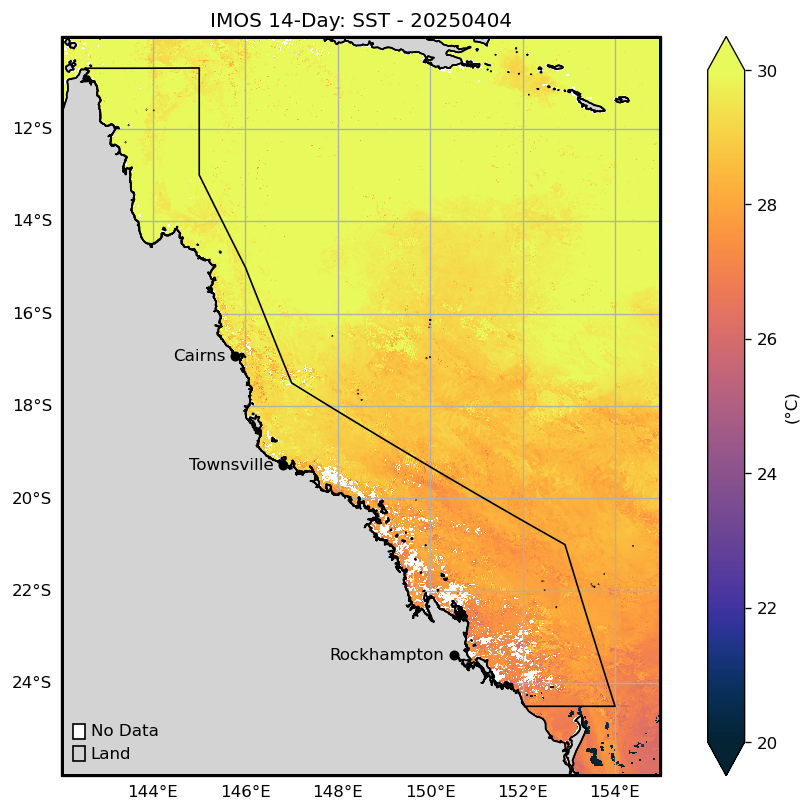 IMOS 14-Day: SST - 20250404
12°S
14°S
16°S
18°S
20°S
22°S
24°S
Cairns
Townsville
Rockhampton
No Data
Land
144°E 146°E 148°E 150°E 152°E 154°E
30
28
26
24
22
20
(°C)